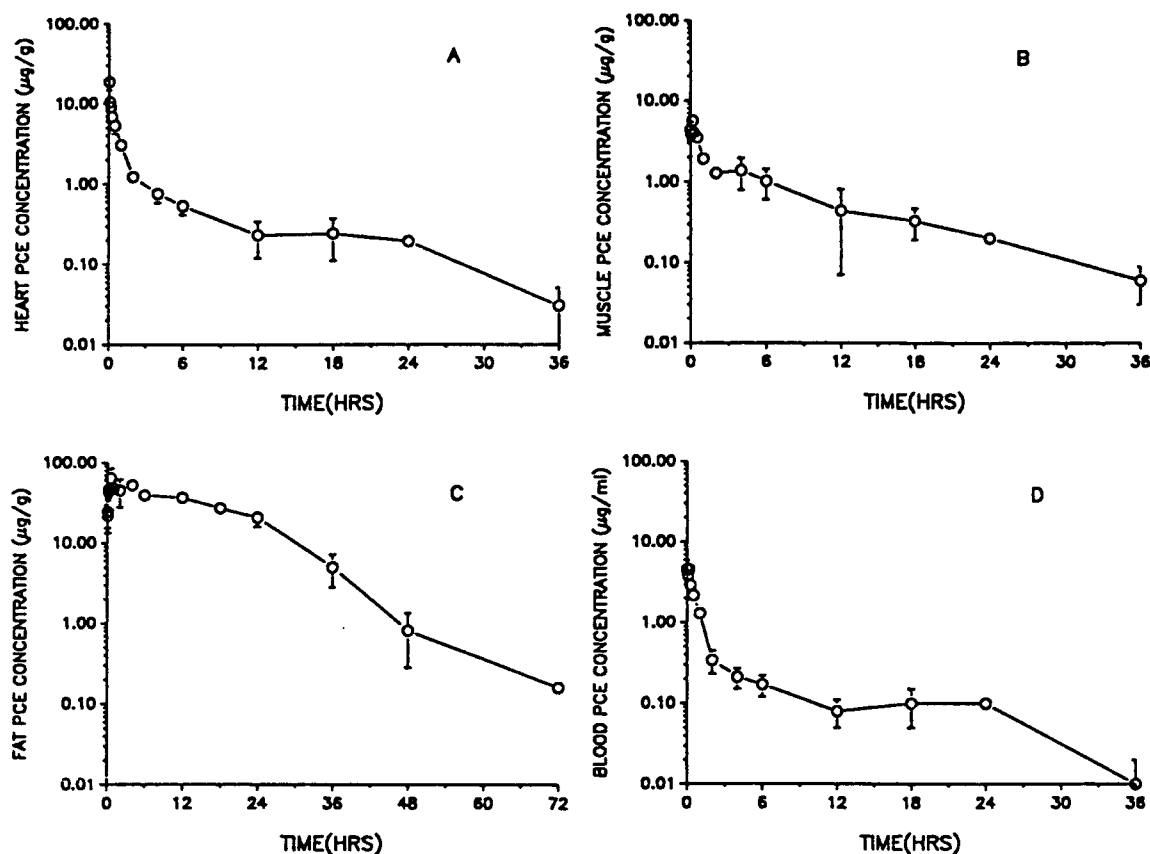 A
HEART PCE CONCENTRATION (µg/g)
100.00
10.00
1.00
0.10
0.01
0 6 12 18 24 30 36
TIME(HRS)
B
MUSCLE PCE CONCENTRATION (µg/g)
100.00
10.00
1.00
0.10
0.01
0 6 12 18 24 30 36
TIME(HRS)
C
FAT PCE CONCENTRATION (µg/g)
100.00
10.00
1.00
0.10
0.01
0 12 24 36 48 60 72
TIME(HRS)
D
BLOOD PCE CONCENTRATION (µg/ml)
100.00
10.00
1.00
0.10
0.01
0 6 12 18 24 30 36
TIME(HRS)